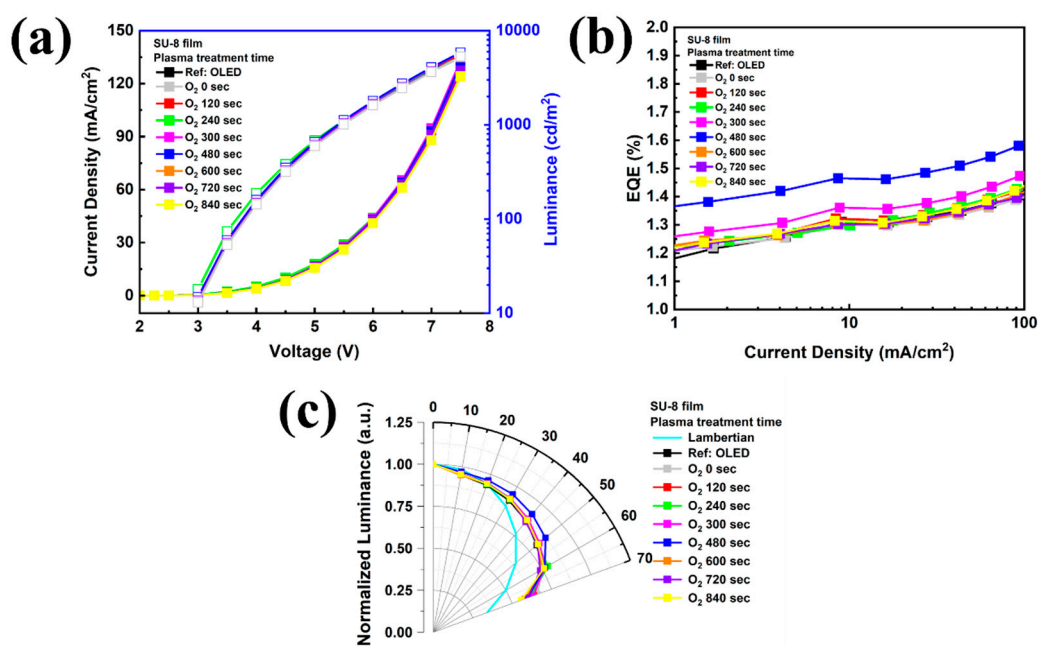 (a)
SU-8 film
Plasma treatment time
Ref: OLED
O2 0 sec
O2 120 sec
O2 240 sec
O2 300 sec
O2 480 sec
O2 600 sec
O2 720 sec
O2 840 sec
Current Density (mA/cm²)
150
120
90
60
30
0
2 3 4 5 6 7 8
Voltage (V)
10000
1000
100
10
Luminance (cd/m²)
(b)
SU-8 film
Plasma treatment time
Ref: OLED
O2 0 sec
O2 120 sec
O2 240 sec
O2 300 sec
O2 480 sec
O2 600 sec
O2 720 sec
O2 840 sec
EQE (%)
2.0
1.9
1.8
1.7
1.6
1.5
1.4
1.3
1.2
1.1
1.0
1 10 100
Current Density (mA/cm²)
(c)
Normalized Luminance (a.u.)
1.25
1.00
0.75
0.50
0.25
0.00
0 10 20 30 40 50 60 70
SU-8 film
Plasma treatment time
Lambertian
Ref: OLED
O2 0 sec
O2 120 sec
O2 240 sec
O2 300 sec
O2 480 sec
O2 600 sec
O2 720 sec
O2 840 sec